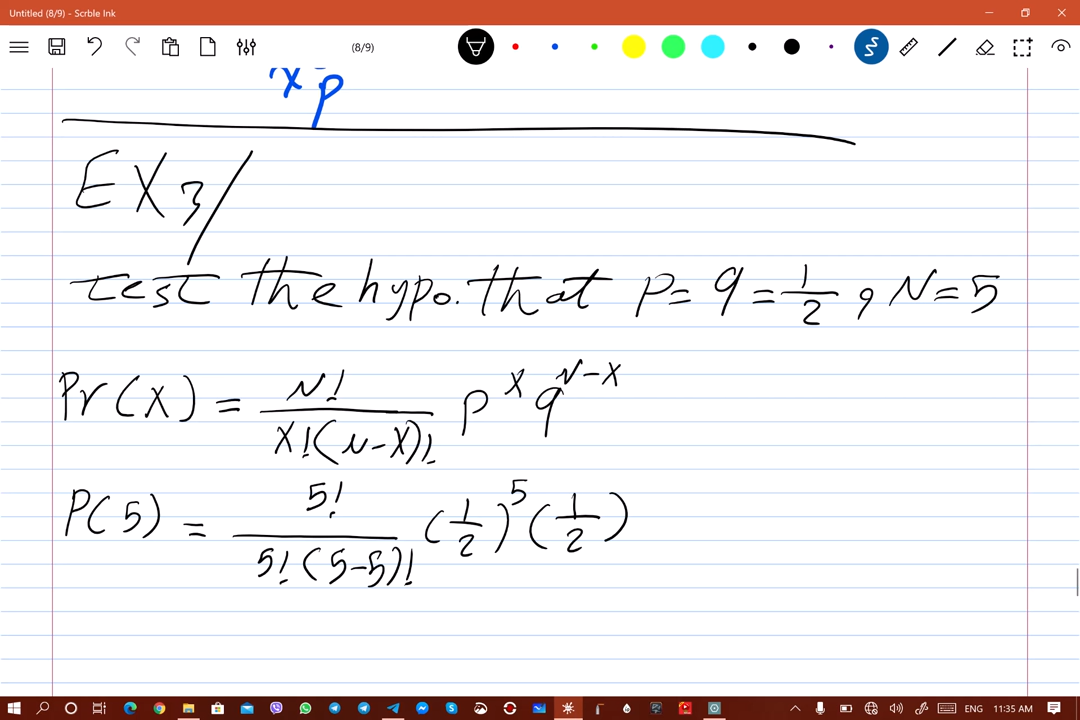 Untitled (8/9) - Scrble Ink
(8/9)
x p
EX3/
test the hypo. that P = q = 1/2 , N = 5
Pr(X) = N! / X!(N-X)! p^X q^N-X
P(5) = 5! / 5!(5-5)! (1/2)^5 (1/2)
ENG 11:35 AM